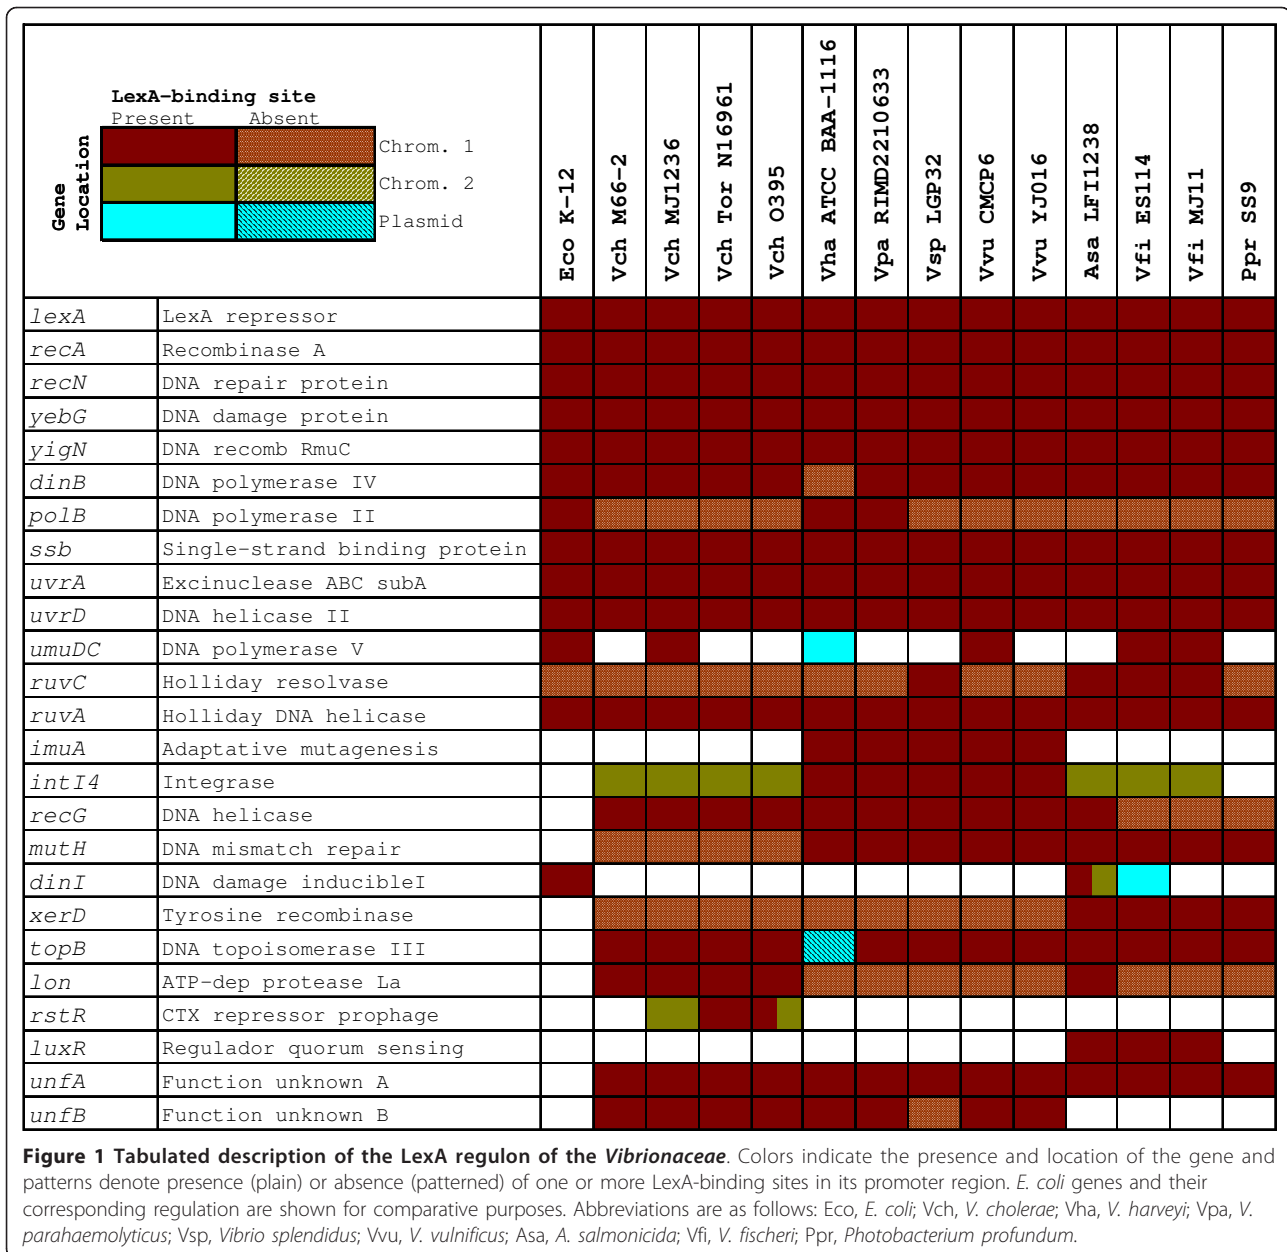 LexA-binding site
Present Absent
Gene Location
Chrom. 1
Chrom. 2
Plasmid
Eco K-12
Vch M66-2
Vch MJ1236
Vch Tor N16961
Vch O395
Vha ATCC BAA-1116
Vpa RIMD2210633
Vsp LGP32
Vvu CMCP6
Vvu YJ016
Asa LFI1238
Vfi ES114
Vfi MJ11
Ppr SS9
lexA LexA repressor
recA Recombinase A
recN DNA repair protein
yebG DNA damage protein
yigN DNA recomb RmuC
dinB DNA polymerase IV
polB DNA polymerase II
ssb Single-strand binding protein
uvrA Excinuclease ABC subA
uvrD DNA helicase II
umuDC DNA polymerase V
ruvC Holliday resolvase
ruvA Holliday DNA helicase
imuA Adaptative mutagenesis
intI4 Integrase
recG DNA helicase
mutH DNA mismatch repair
dinI DNA damage inducibleI
xerD Tyrosine recombinase
topB DNA topoisomerase III
lon ATP-dep protease La
rstR CTX repressor prophage
luxR Regulador quorum sensing
unfA Function unknown A
unfB Function unknown B
Figure 1 Tabulated description of the LexA regulon of the Vibrionaceae. Colors indicate the presence and location of the gene and
patterns denote presence (plain) or absence (patterned) of one or more LexA-binding sites in its promoter region. E. coli genes and their
corresponding regulation are shown for comparative purposes. Abbreviations are as follows: Eco, E. coli; Vch, V. cholerae; Vha, V. harveyi; Vpa, V.
parahaemolyticus; Vsp, Vibrio splendidus; Vvu, V. vulnificus; Asa, A. salmonicida; Vfi, V. fischeri; Ppr, Photobacterium profundum.